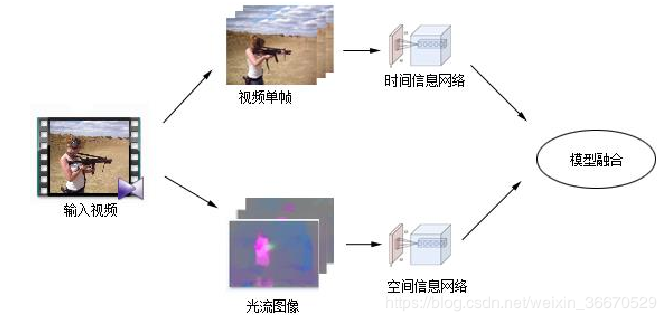 视频单帧
时间信息网络
输入视频
模型融合
光流图像
空间信息网络
https://blog.csdn.net/weixin_36670529